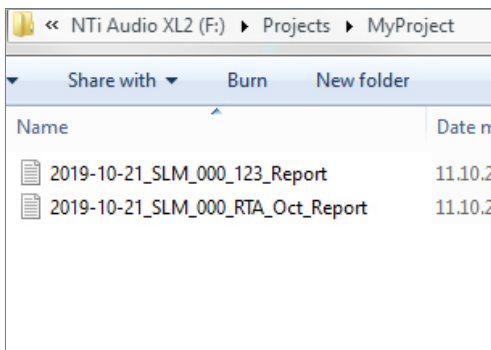 « NTi Audio XL2 (F:) Projects MyProject
Share with Burn New folder
Name Date
2019-10-21_SLM_000_123_Report 11.10.2
2019-10-21_SLM_000_RTA_Oct_Report 11.10.2